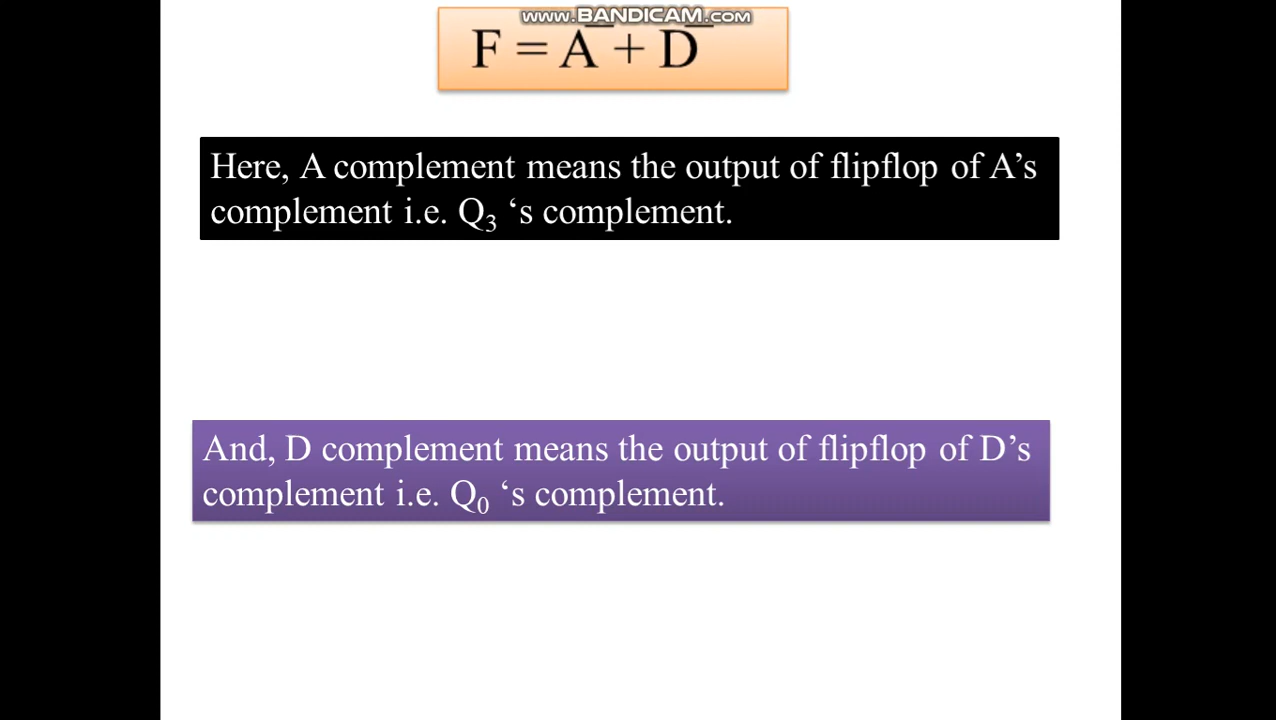 www.BANDICAM.com
F = A̅ + D̅
Here, A complement means the output of flipflop of A’s
complement i.e. Q₃ ‘s complement.
And, D complement means the output of flipflop of D’s
complement i.e. Q₀ ‘s complement.